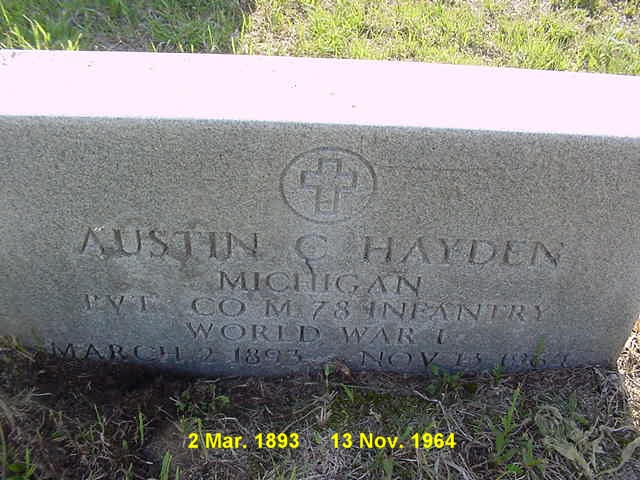 AUSTIN C HAYDEN
MICHIGAN
PVT CO M 78 INFANTRY
WORLD WAR I
MARCH 2 1893 NOV 13 1964
2 Mar. 1893 13 Nov. 1964